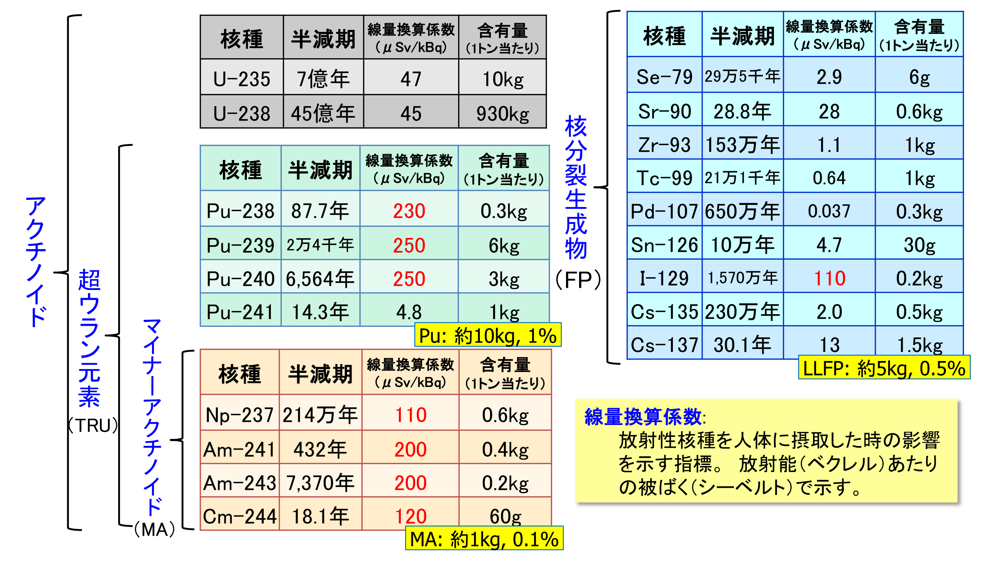 アクチノイド
超ウラン元素
(TRU)
マイナーアクチノイド
(MA)
核種 半減期 線量換算係数 (μSv/kBq) 含有量 (1トン当たり)
U-235 7億年 47 10kg
U-238 45億年 45 930kg
核種 半減期 線量換算係数 (μSv/kBq) 含有量 (1トン当たり)
Pu-238 87.7年 230 0.3kg
Pu-239 2万4千年 250 6kg
Pu-240 6,564年 250 3kg
Pu-241 14.3年 4.8 1kg
Pu: 約10kg, 1%
核種 半減期 線量換算係数 (μSv/kBq) 含有量 (1トン当たり)
Np-237 214万年 110 0.6kg
Am-241 432年 200 0.4kg
Am-243 7,370年 200 0.2kg
Cm-244 18.1年 120 60g
MA: 約1kg, 0.1%
核分裂生成物
(FP)
核種 半減期 線量換算係数 (μSv/kBq) 含有量 (1トン当たり)
Se-79 29万5千年 2.9 6g
Sr-90 28.8年 28 0.6kg
Zr-93 153万年 1.1 1kg
Tc-99 21万1千年 0.64 1kg
Pd-107 650万年 0.037 0.3kg
Sn-126 10万年 4.7 30g
I-129 1,570万年 110 0.2kg
Cs-135 230万年 2.0 0.5kg
Cs-137 30.1年 13 1.5kg
LLFP: 約5kg, 0.5%
線量換算係数:
放射性核種を人体に摂取した時の影響
を示す指標。 放射能(ベクレル)あたり
の被ばく(シーベルト)で示す。